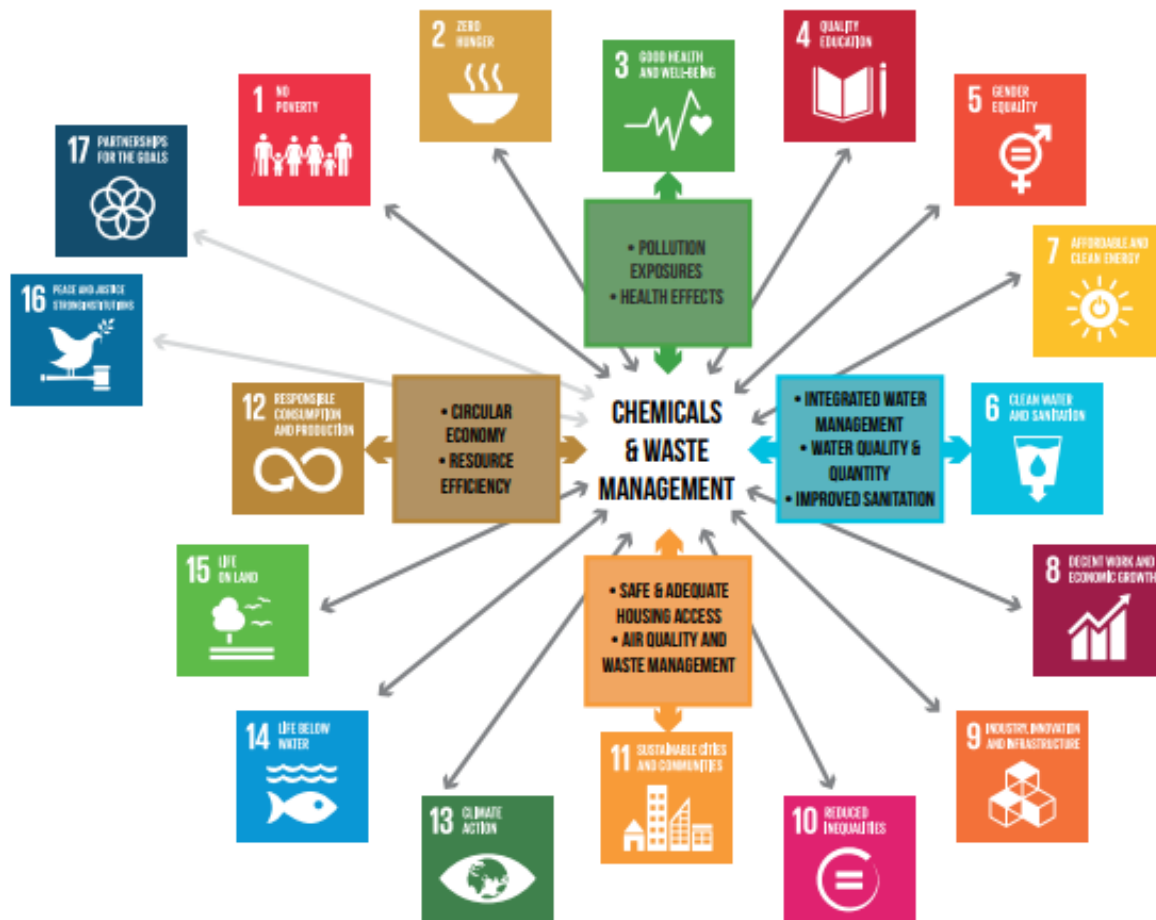 2 ZERO
HUNGER
3 GOOD HEALTH
AND WELL-BEING
4 QUALITY
EDUCATION
1 NO
POVERTY
5 GENDER
EQUALITY
17 PARTNERSHIPS
FOR THE GOALS
• POLLUTION
EXPOSURES
• HEALTH EFFECTS
7 AFFORDABLE AND
CLEAN ENERGY
16 PEACE AND JUSTICE
STRONG INSTITUTIONS
12 RESPONSIBLE
CONSUMPTION
AND PRODUCTION
• CIRCULAR
ECONOMY
• RESOURCE
EFFICIENCY
CHEMICALS
& WASTE
MANAGEMENT
• INTEGRATED WATER
MANAGEMENT
• WATER QUALITY &
QUANTITY
• IMPROVED SANITATION
6 CLEAN WATER
AND SANITATION
15 LIFE
ON LAND
• SAFE & ADEQUATE
HOUSING ACCESS
• AIR QUALITY AND
WASTE MANAGEMENT
8 DECENT WORK AND
ECONOMIC GROWTH
14 LIFE BELOW
WATER
11 SUSTAINABLE CITIES
AND COMMUNITIES
9 INDUSTRY, INNOVATION
AND INFRASTRUCTURE
13 CLIMATE
ACTION
10 REDUCED
INEQUALITIES